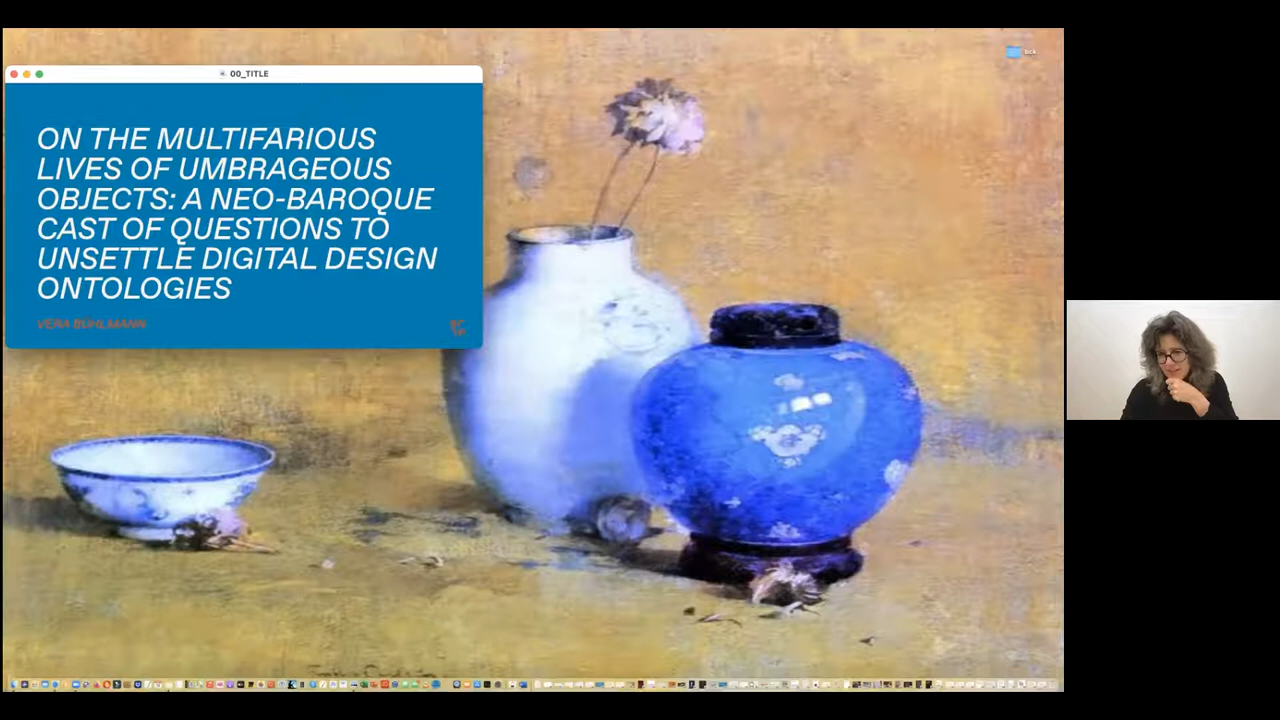 00_TITLE
bck
ON THE MULTIFARIOUS
LIVES OF UMBRAGEOUS
OBJECTS: A NEO-BAROQUE
CAST OF QUESTIONS TO
UNSETTLE DIGITAL DESIGN
ONTOLOGIES
VERA BÜHLMANN